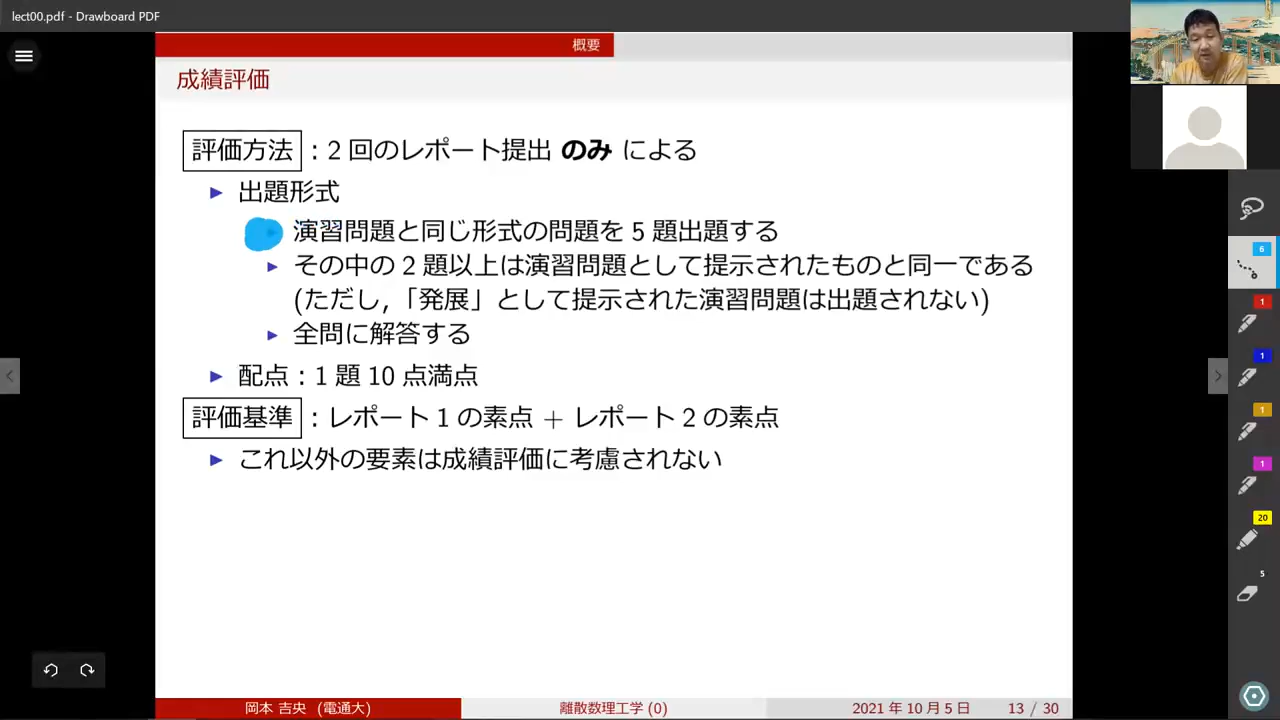 lect00.pdf - Drawboard PDF
概要
成績評価
評価方法 : 2 回のレポート提出 のみ による
出題形式
演習問題と同じ形式の問題を 5 題出題する
その中の 2 題以上は演習問題として提示されたものと同一である
(ただし,「発展」として提示された演習問題は出題されない)
全問に解答する
配点 : 1 題 10 点満点
評価基準 : レポート 1 の素点 + レポート 2 の素点
これ以外の要素は成績評価に考慮されない
6
1
1
1
1
20
5
岡本 吉央 (電通大)
離散数理工学 (0)
2021 年 10 月 5 日
13 / 30